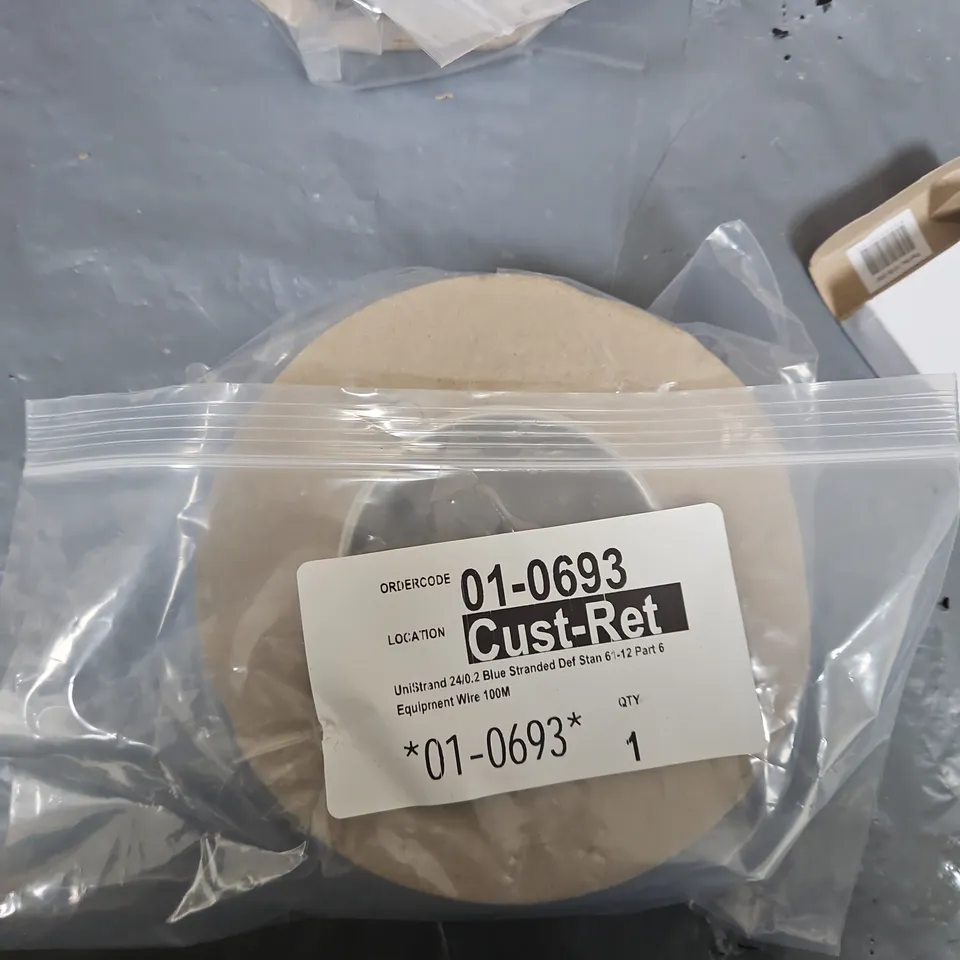 ORDERCODE 01-0693
LOCATION Cust-Ret
UniStrand 24/0.2 Blue Stranded Def Stan 61-12 Part 6
Equipment Wire 100M
QTY
*01-0693* 1